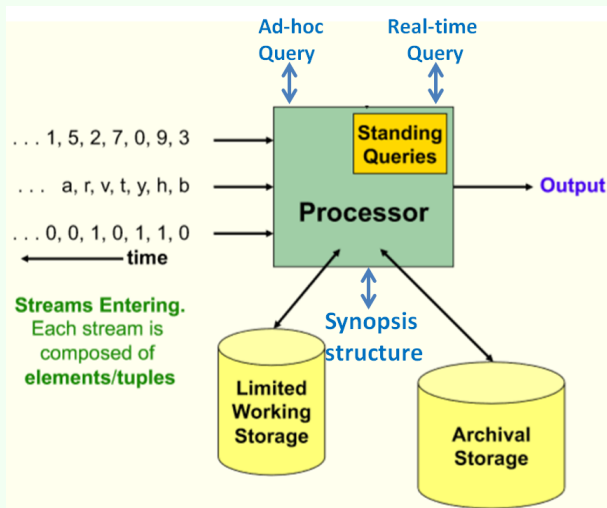 Ad-hoc
Query
Real-time
Query
. . . 1, 5, 2, 7, 0, 9, 3
. . . a, r, v, t, y, h, b
. . . 0, 0, 1, 0, 1, 1, 0
time
Standing
Queries
Processor
Output
Streams Entering.
Each stream is
composed of
elements/tuples
Synopsis
structure
Limited
Working
Storage
Archival
Storage